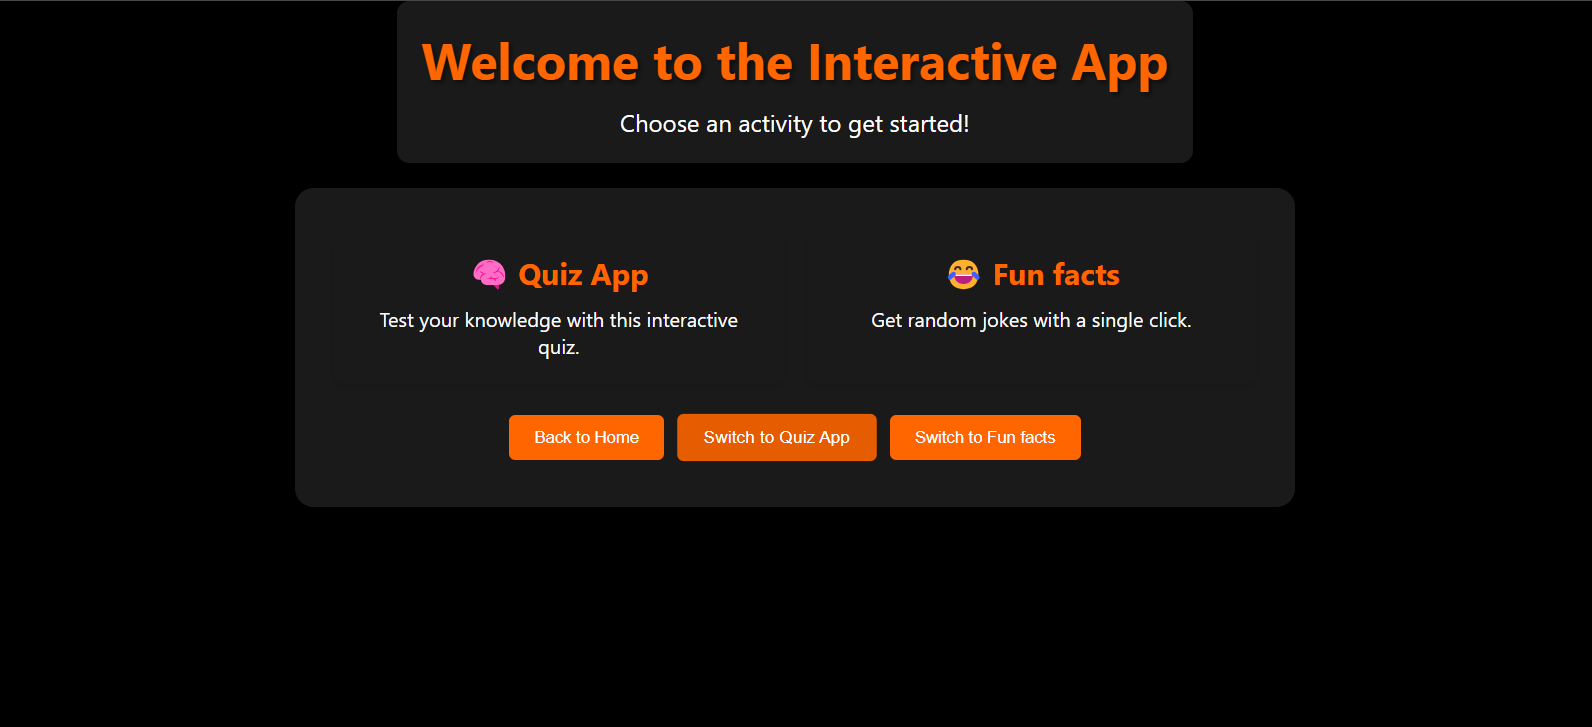 Welcome to the Interactive App
Choose an activity to get started!
🧠 Quiz App
Test your knowledge with this interactive
quiz.
😂 Fun facts
Get random jokes with a single click.
Back to Home
Switch to Quiz App
Switch to Fun facts